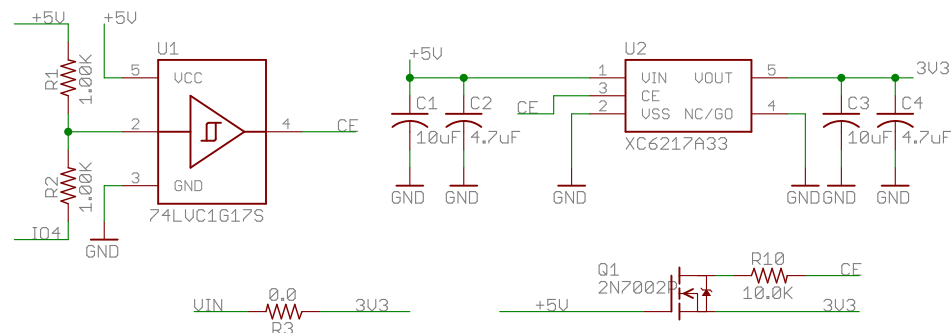 +5V
+5V
R1
1.00K
R2
1.00K
IO4
U1
5
VCC
2
4
CE
3
GND
74LVC1G17S
GND
+5V
C1
10uF
GND
C2
4.7uF
GND
CE
GND
U2
1
VIN
VOUT
5
3
CE
2
VSS
NC/GO
4
XC6217A33
GND
3V3
C3
10uF
GND
C4
4.7uF
GND
VIN
0.0
R3
3V3
+5V
Q1
2N7002P
R10
10.0K
CE
3V3